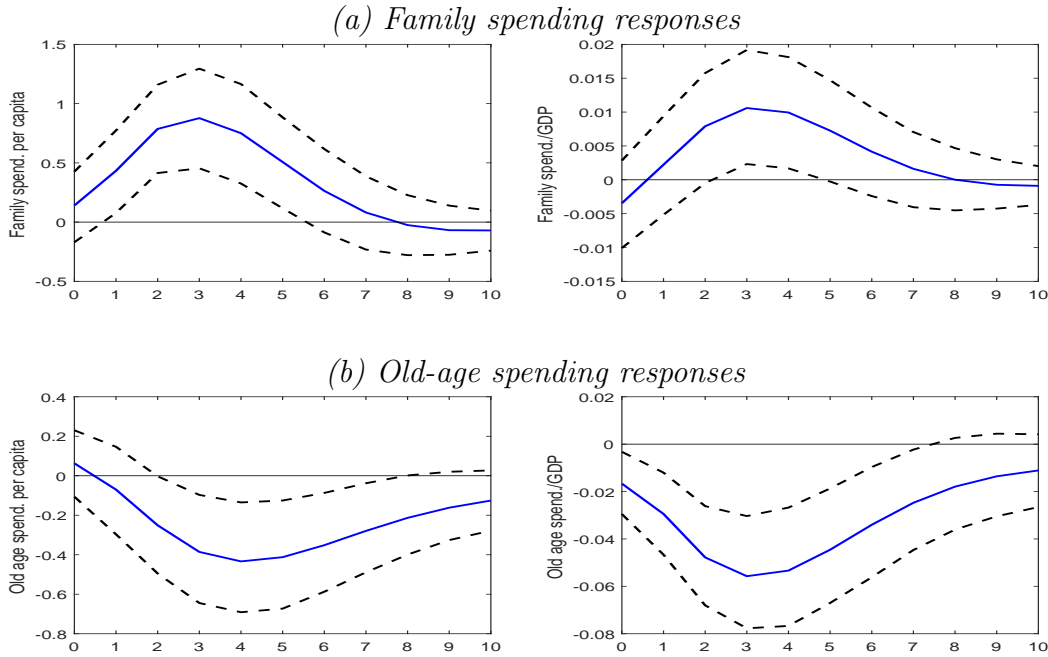 (a) Family spending responses
Family spend. per capita
1.5
1
0.5
0
-0.5
0 1 2 3 4 5 6 7 8 9 10
Family spend./GDP
0.02
0.015
0.01
0.005
0
-0.005
-0.01
-0.015
0 1 2 3 4 5 6 7 8 9 10
(b) Old-age spending responses
Old age spend. per capita
0.4
0.2
0
-0.2
-0.4
-0.6
-0.8
0 1 2 3 4 5 6 7 8 9 10
Old age spend./GDP
0.02
0
-0.02
-0.04
-0.06
-0.08
0 1 2 3 4 5 6 7 8 9 10